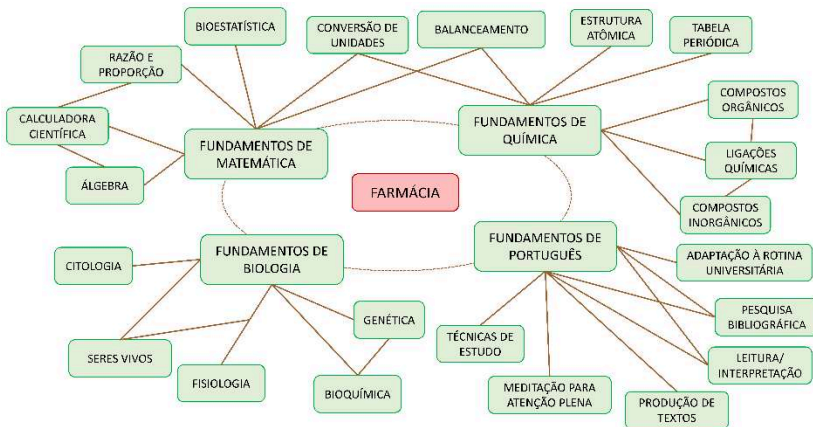 BIOESTATÍSTICA
CONVERSÃO DE
UNIDADES
BALANCEAMENTO
ESTRUTURA
ATÔMICA
TABELA
PERIÓDICA
RAZÃO E
PROPORÇÃO
CALCULADORA
CIENTÍFICA
ÁLGEBRA
FUNDAMENTOS DE
MATEMÁTICA
FUNDAMENTOS DE
QUÍMICA
COMPOSTOS
ORGÂNICOS
LIGAÇÕES
QUÍMICAS
COMPOSTOS
INORGÂNICOS
FARMÁCIA
FUNDAMENTOS DE
BIOLOGIA
FUNDAMENTOS DE
PORTUGUÊS
CITOLOGIA
SERES VIVOS
FISIOLOGIA
GENÉTICA
BIOQUÍMICA
TÉCNICAS DE
ESTUDO
MEDITAÇÃO PARA
ATENÇÃO PLENA
PRODUÇÃO DE
TEXTOS
ADAPTAÇÃO À ROTINA
UNIVERSITÁRIA
PESQUISA
BIBLIOGRÁFICA
LEITURA/
INTERPRETAÇÃO